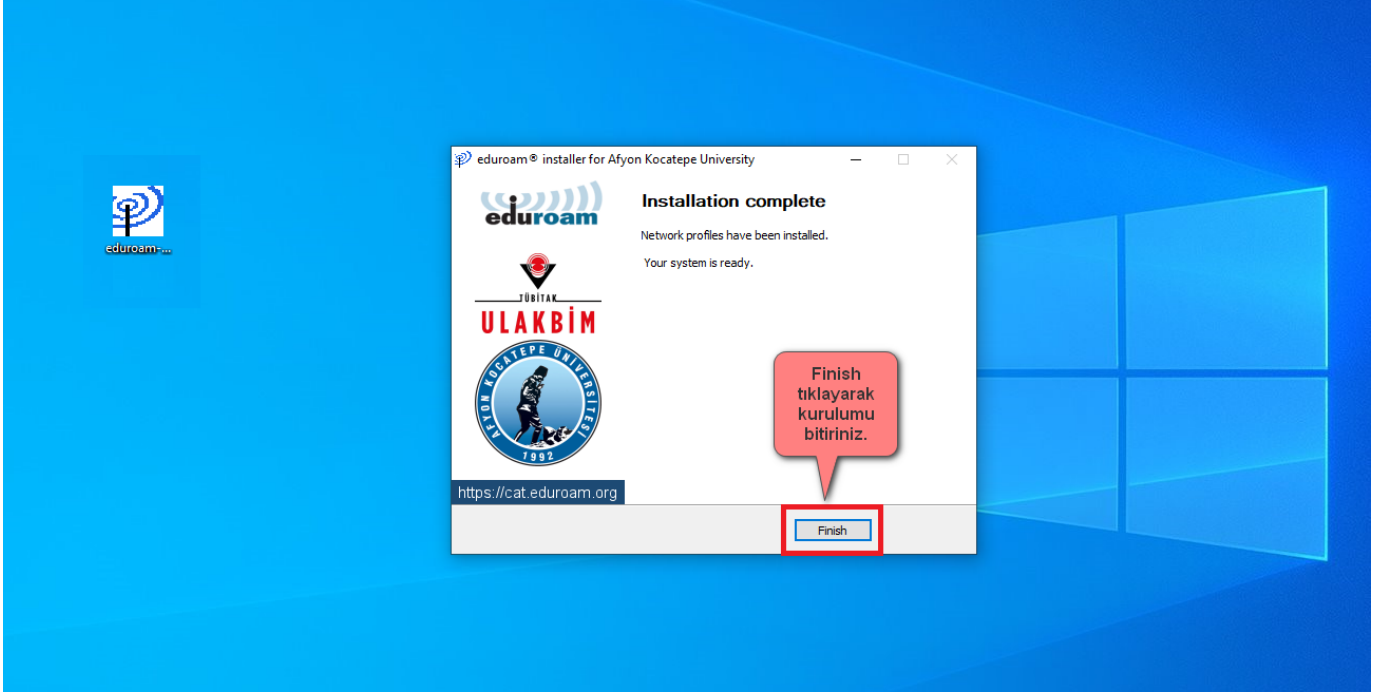 eduroam-...
eduroam® installer for Afyon Kocatepe University
eduroam
TÜBİTAK
ULAKBİM
AFYON KOCATEPE ÜNİVERSİTESİ
1992
https://cat.eduroam.org
Installation complete
Network profiles have been installed.
Your system is ready.
Finish
tıklayarak
kurulumu
bitiriniz.
Finish